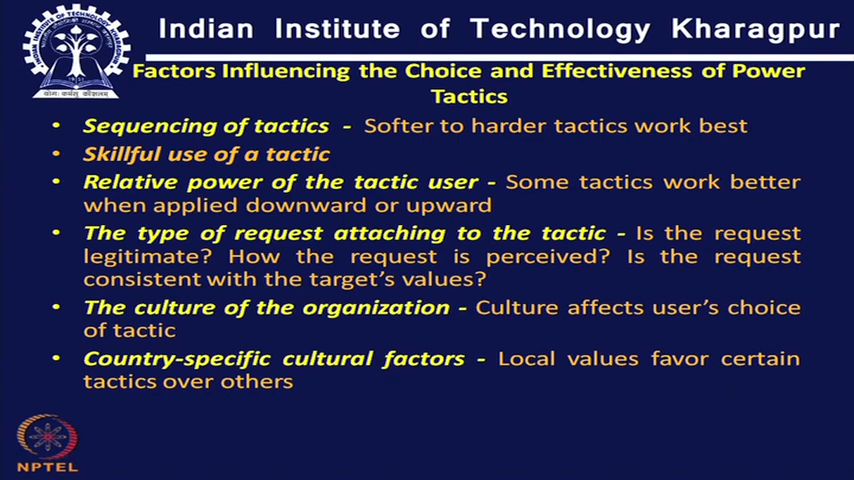 Indian Institute of Technology Kharagpur
Factors Influencing the Choice and Effectiveness of Power
Tactics
• Sequencing of tactics - Softer to harder tactics work best
• Skillful use of a tactic
• Relative power of the tactic user - Some tactics work better
when applied downward or upward
• The type of request attaching to the tactic - Is the request
legitimate? How the request is perceived? Is the request
consistent with the target's values?
• The culture of the organization - Culture affects user's choice
of tactic
• Country-specific cultural factors - Local values favor certain
tactics over others
NPTEL